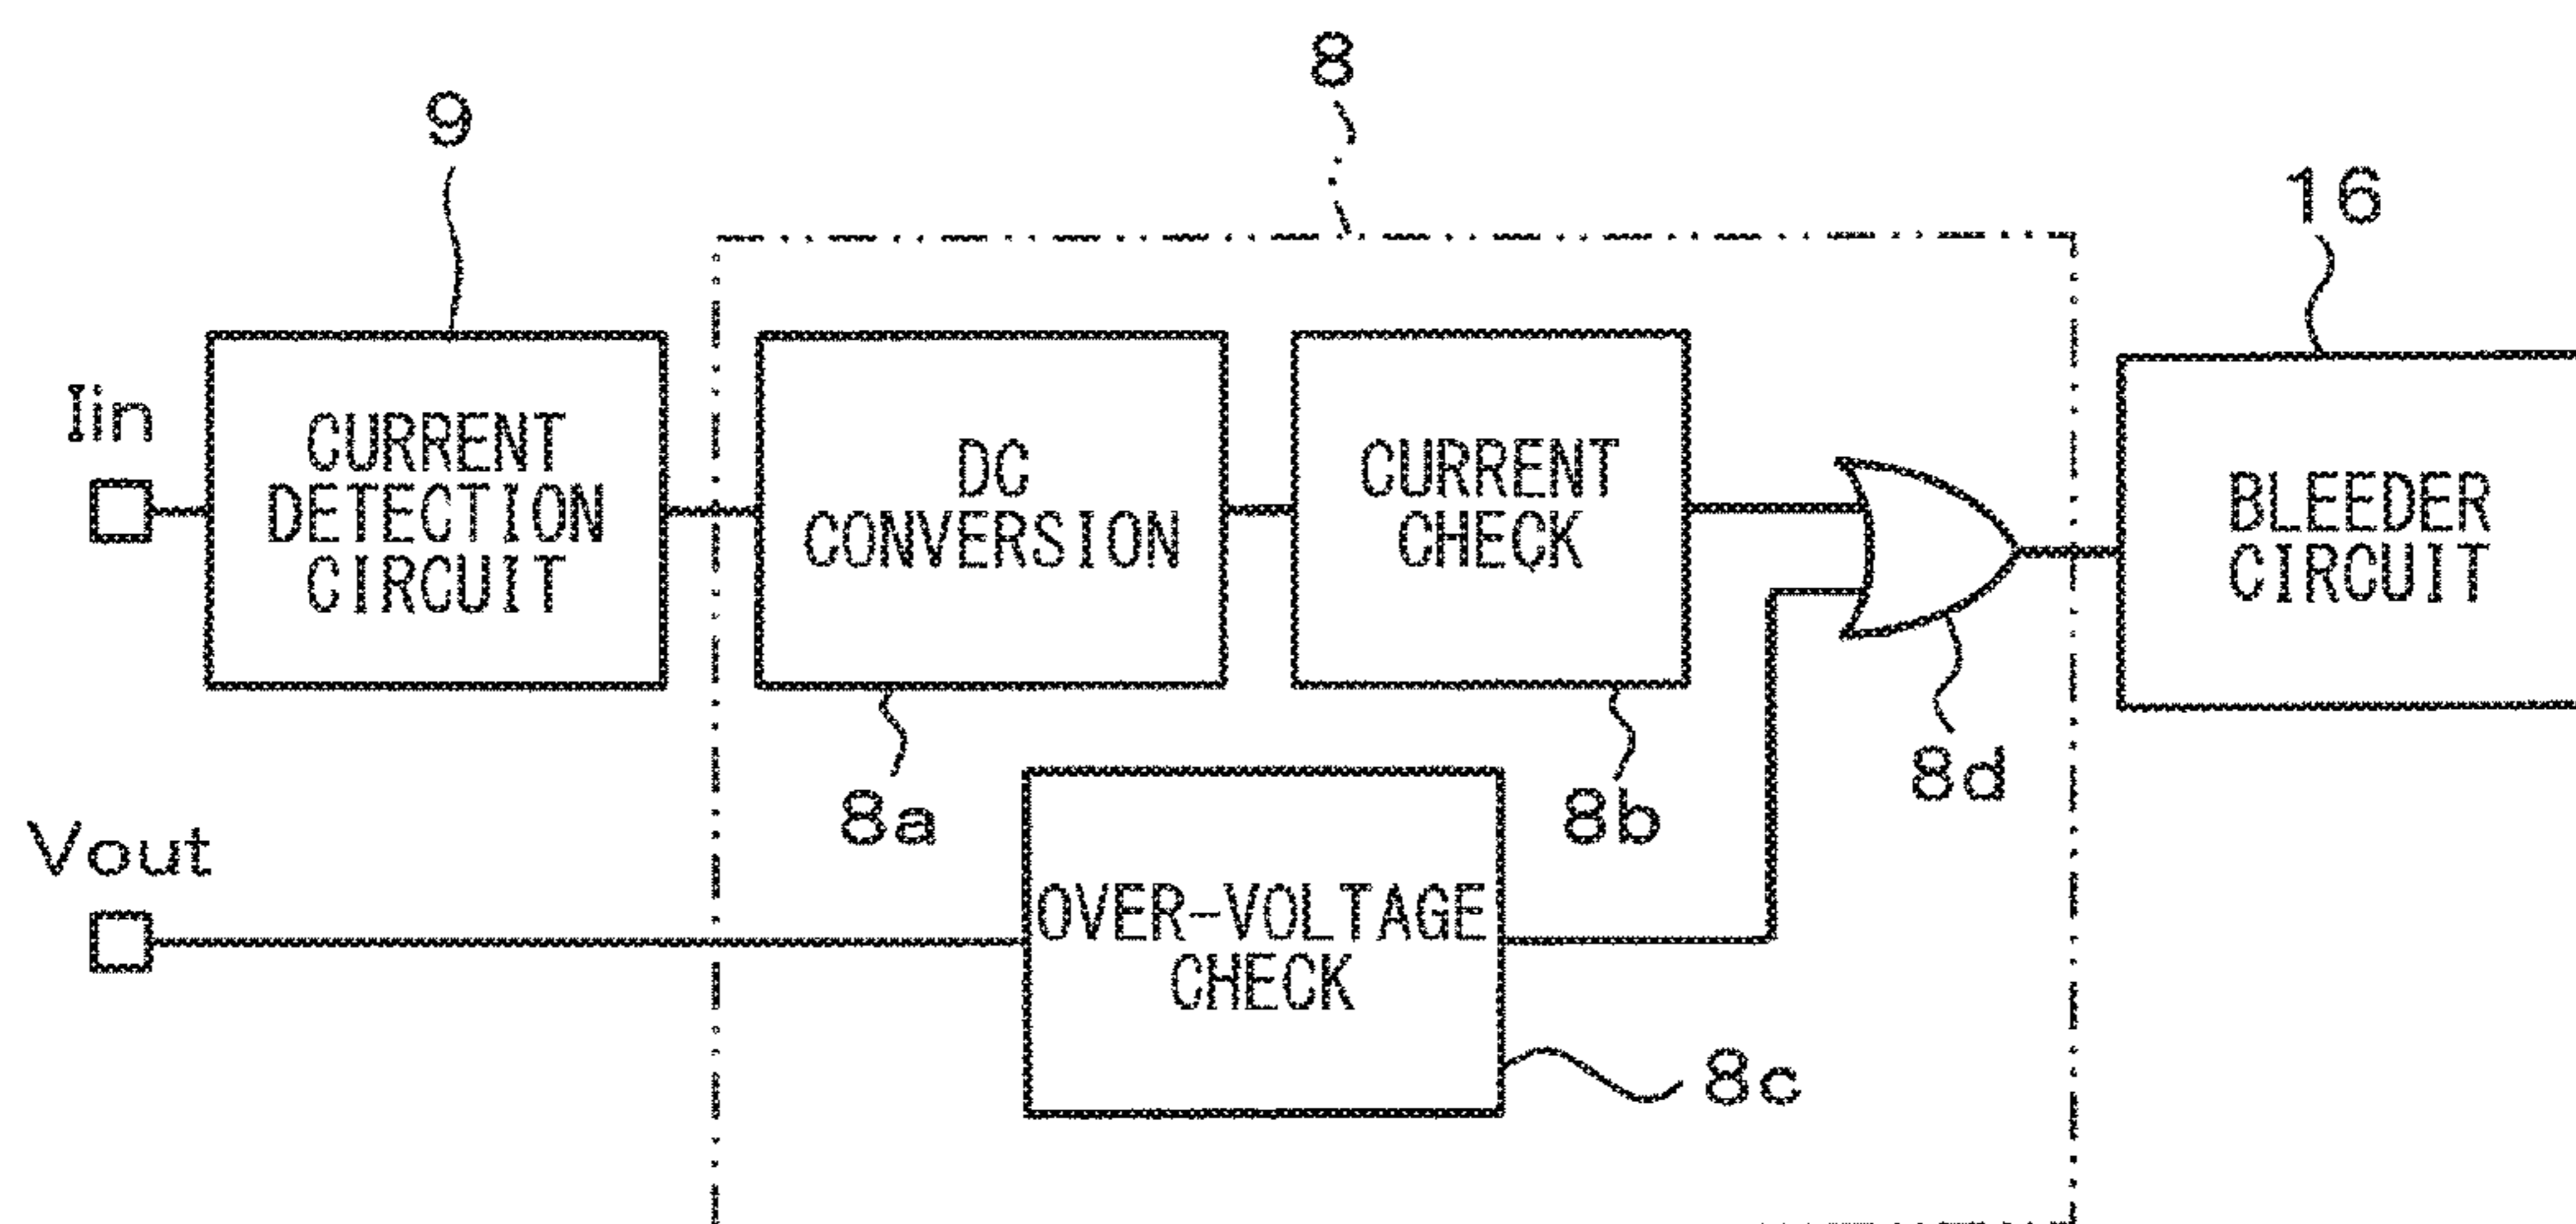 8
9
16
Iin
CURRENT
DETECTION
CIRCUIT
DC
CONVERSION
CURRENT
CHECK
BLEEDER
CIRCUIT
8a
8b
8d
Vout
OVER-VOLTAGE
CHECK
8c